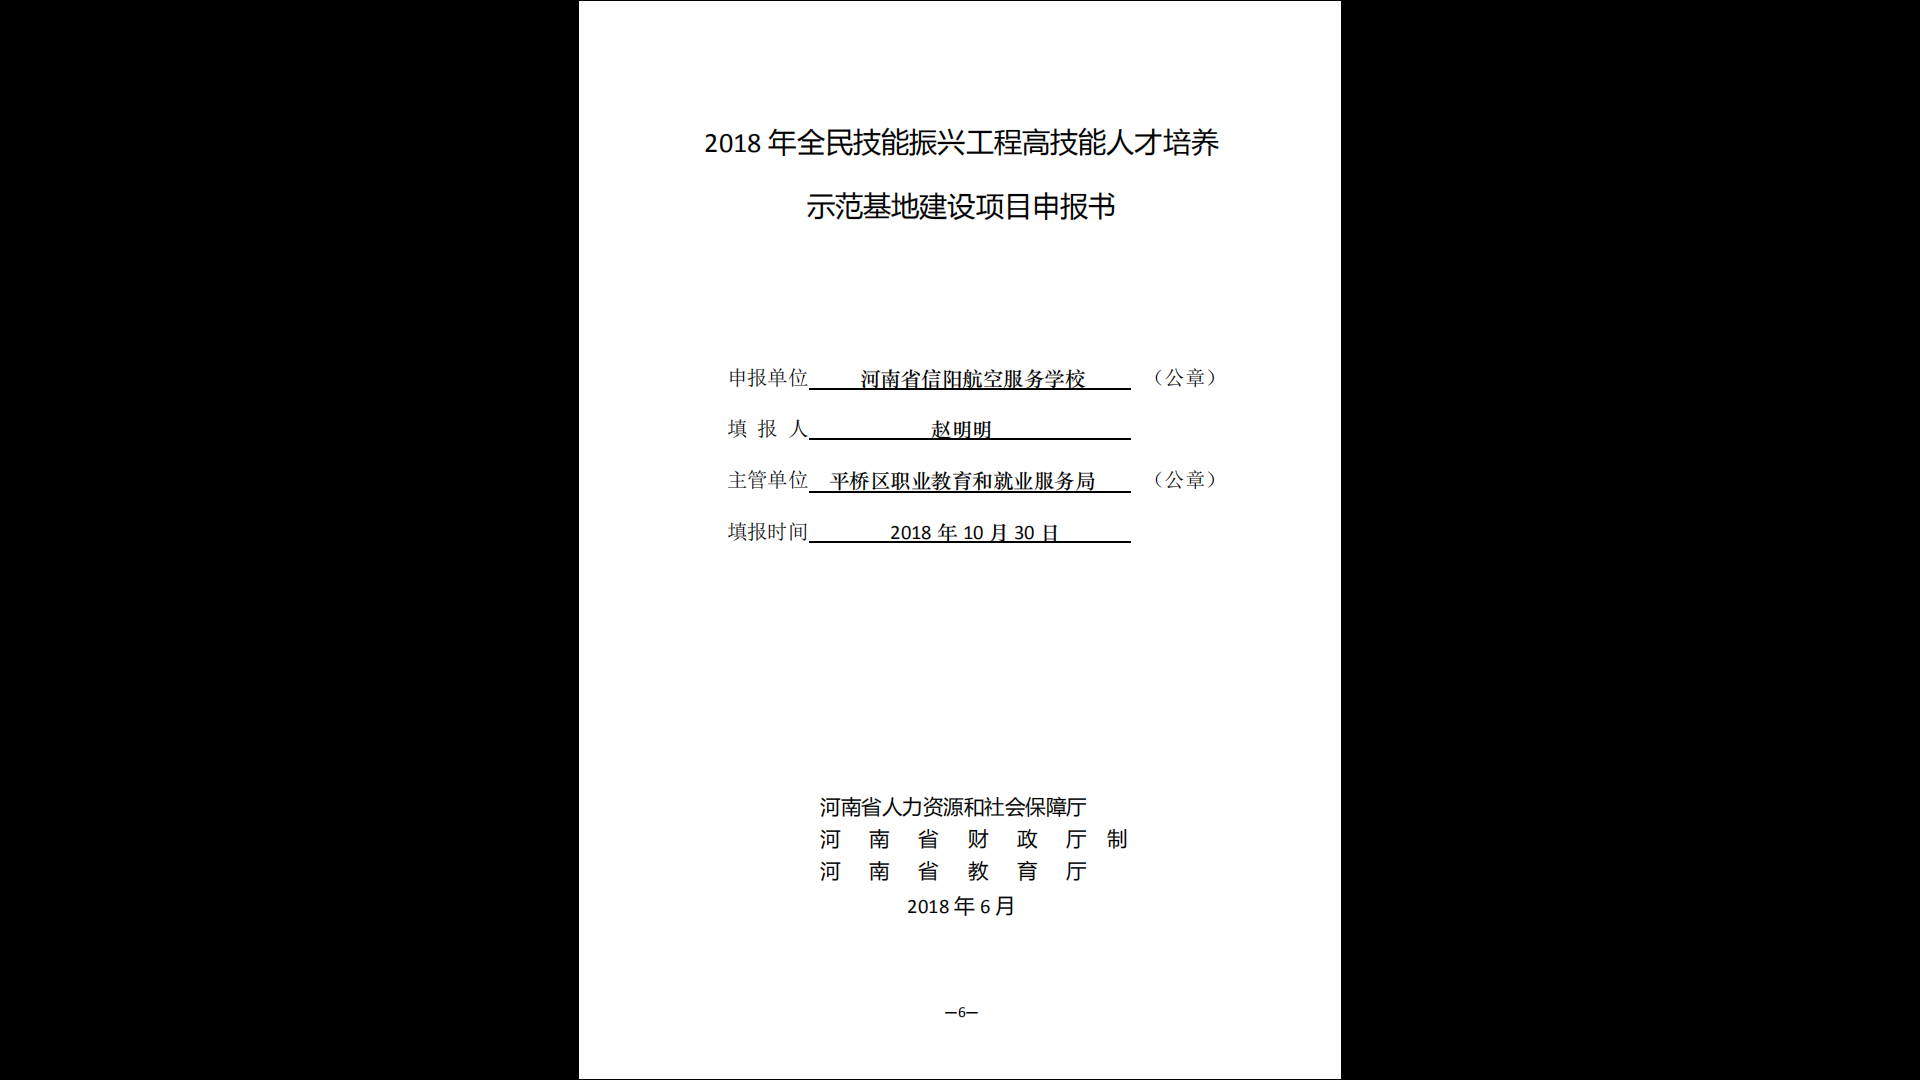 2018 年全民技能振兴工程高技能人才培养
示范基地建设项目申报书
申报单位 河南省信阳航空服务学校 （公章）
填 报 人 赵明明
主管单位 平桥区职业教育和就业服务局 （公章）
填报时间 2018 年 10 月 30 日
河南省人力资源和社会保障厅
河 南 省 财 政 厅 制
河 南 省 教 育 厅
2018 年 6 月
—6—